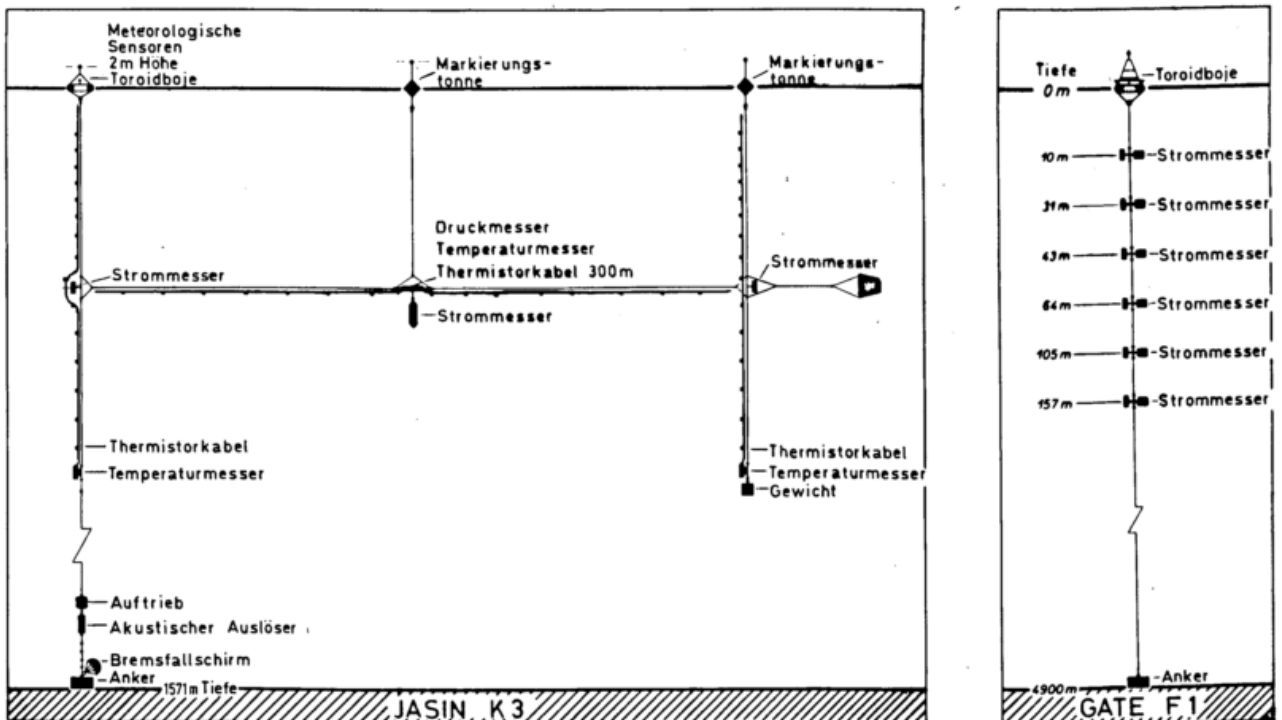 Meteorologische
Sensoren
2m Höhe
Toroidboje
Markierungs-
tonne
Markierungs-
tonne
Druckmesser
Temperaturmesser
Thermistorkabel 300m
Strommesser
Strommesser
Strommesser
Thermistorkabel
Temperaturmesser
Thermistorkabel
Temperaturmesser
Gewicht
Auftrieb
Akustischer Auslöser
Bremsfallschirm
Anker
1571m Tiefe
JASIN K3
Tiefe
0m
Toroidboje
10m Strommesser
31m Strommesser
43m Strommesser
64m Strommesser
105m Strommesser
157m Strommesser
Anker
4900m
GATE F1